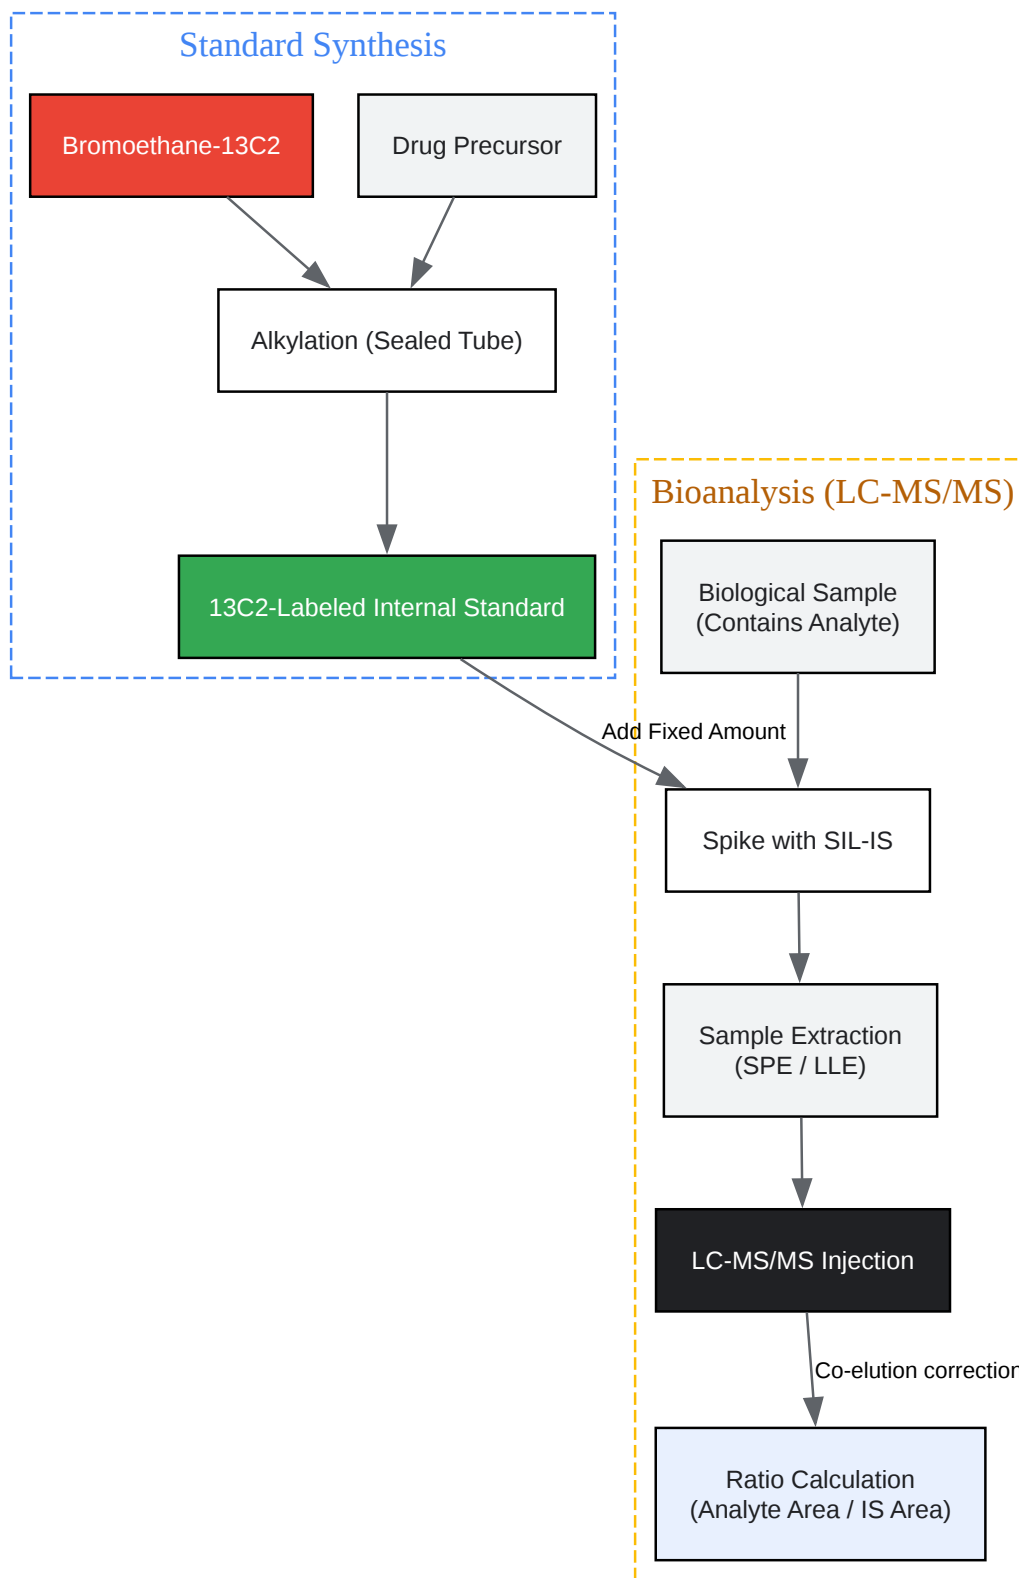 Standard Synthesis
Bromoethane-13C2
Drug Precursor
Alkylation (Sealed Tube)
13C2-Labeled Internal Standard
Bioanalysis (LC-MS/MS)
Biological Sample
(Contains Analyte)
Add Fixed Amount
Spike with SIL-IS
Sample Extraction
(SPE / LLE)
LC-MS/MS Injection
Co-elution correction
Ratio Calculation
(Analyte Area / IS Area)